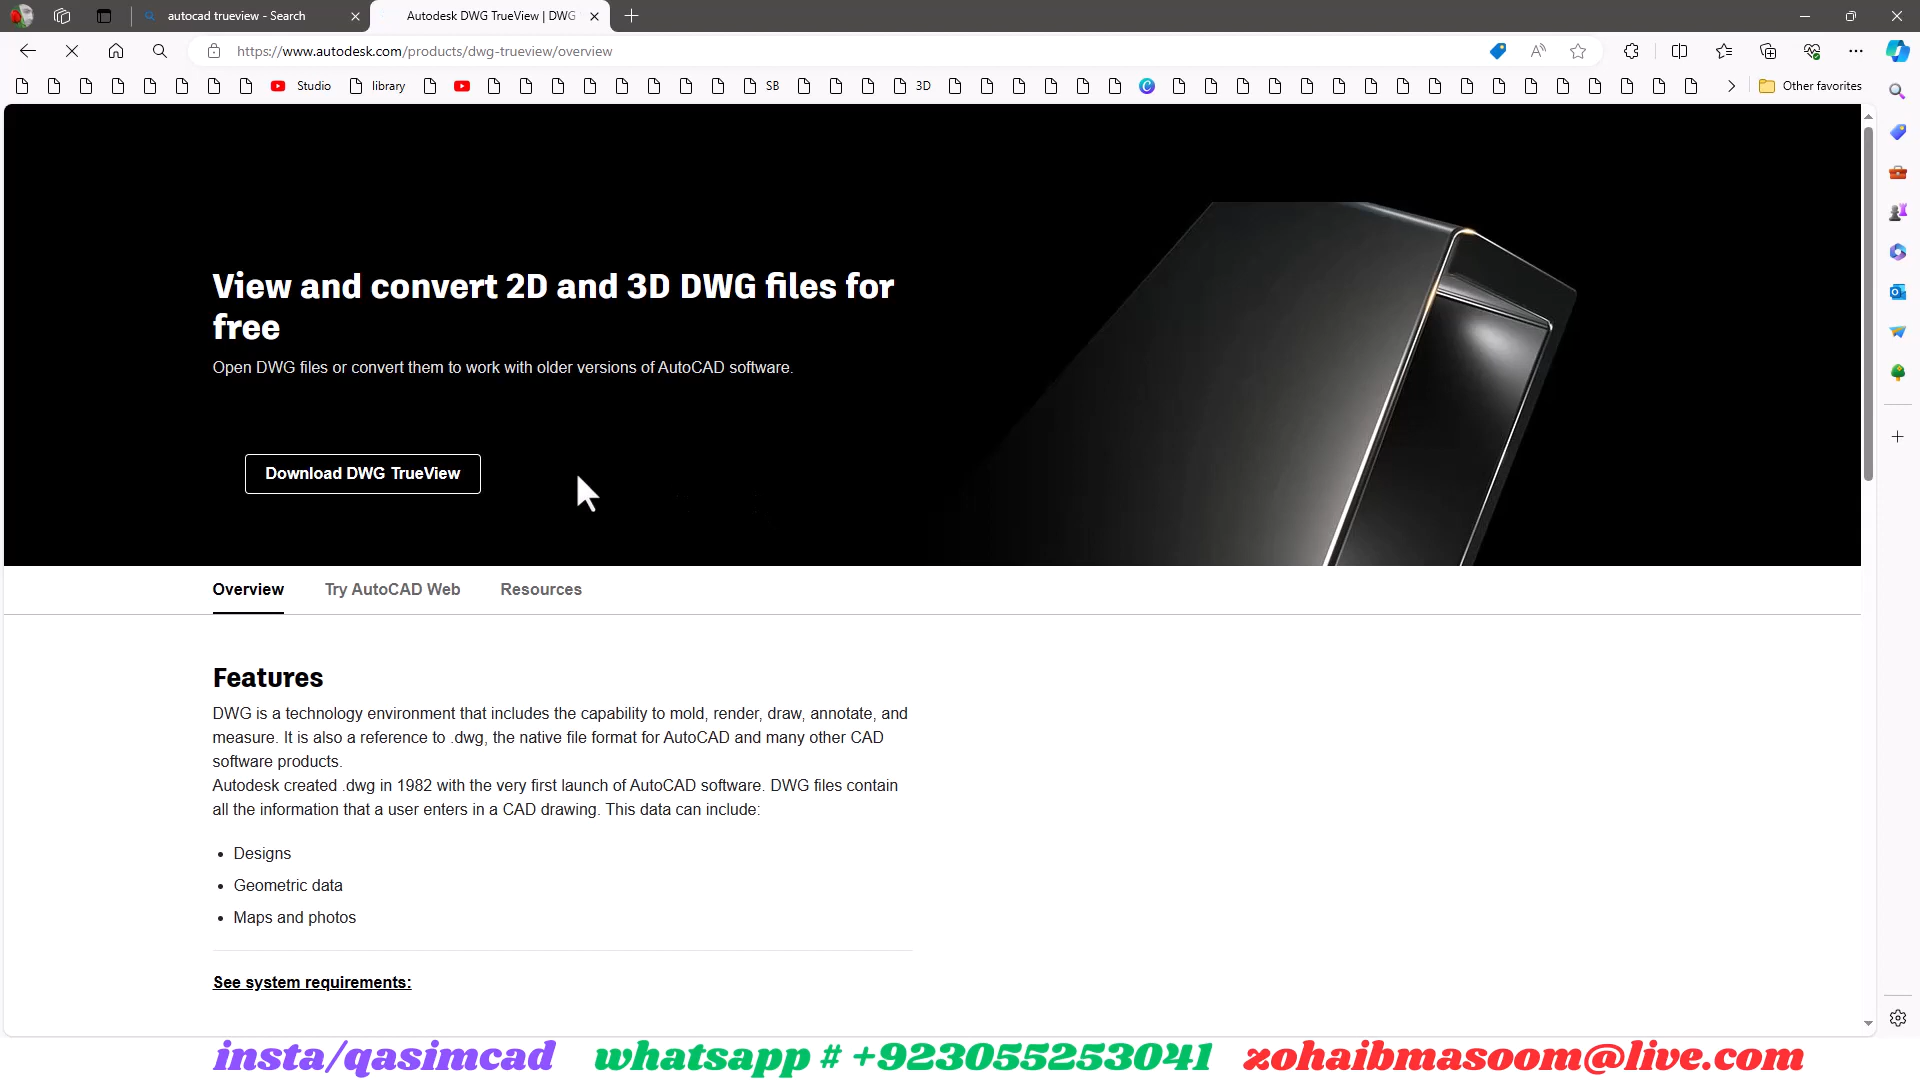 autocad trueview - Search
Autodesk DWG TrueView | DWG
https://www.autodesk.com/products/dwg-trueview/overview
Studio
library
SB
3D
Other favorites
View and convert 2D and 3D DWG files for
free
Open DWG files or convert them to work with older versions of AutoCAD software.
Download DWG TrueView
Overview
Try AutoCAD Web
Resources
Features
DWG is a technology environment that includes the capability to mold, render, draw, annotate, and
measure. It is also a reference to .dwg, the native file format for AutoCAD and many other CAD
software products.
Autodesk created .dwg in 1982 with the very first launch of AutoCAD software. DWG files contain
all the information that a user enters in a CAD drawing. This data can include:
• Designs
• Geometric data
• Maps and photos
See system requirements:
insta/qasimcad whatsapp # +923055253041 zohaibmasoom@live.com